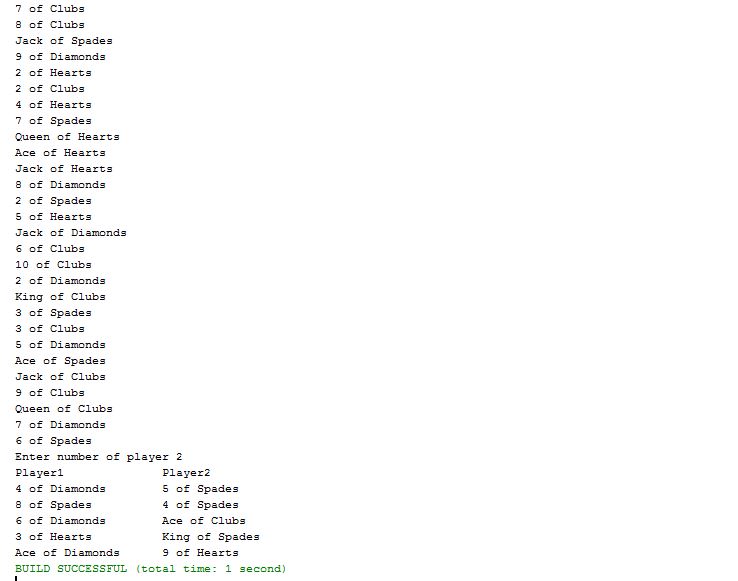 7 of Clubs
8 of Clubs
Jack of Spades
9 of Diamonds
2 of Hearts
2 of Clubs
4 of Hearts
7 of Spades
Queen of Hearts
Ace of Hearts
Jack of Hearts
8 of Diamonds
2 of Spades
5 of Hearts
Jack of Diamonds
6 of Clubs
10 of Clubs
2 of Diamonds
King of Clubs
3 of Spades
3 of Clubs
5 of Diamonds
Ace of Spades
Jack of Clubs
9 of Clubs
Queen of Clubs
7 of Diamonds
6 of Spades
Enter number of player 2
Player1 Player2
4 of Diamonds 5 of Spades
8 of Spades 4 of Spades
6 of Diamonds Ace of Clubs
3 of Hearts King of Spades
Ace of Diamonds 9 of Hearts
BUILD SUCCESSFUL (total time: 1 second)